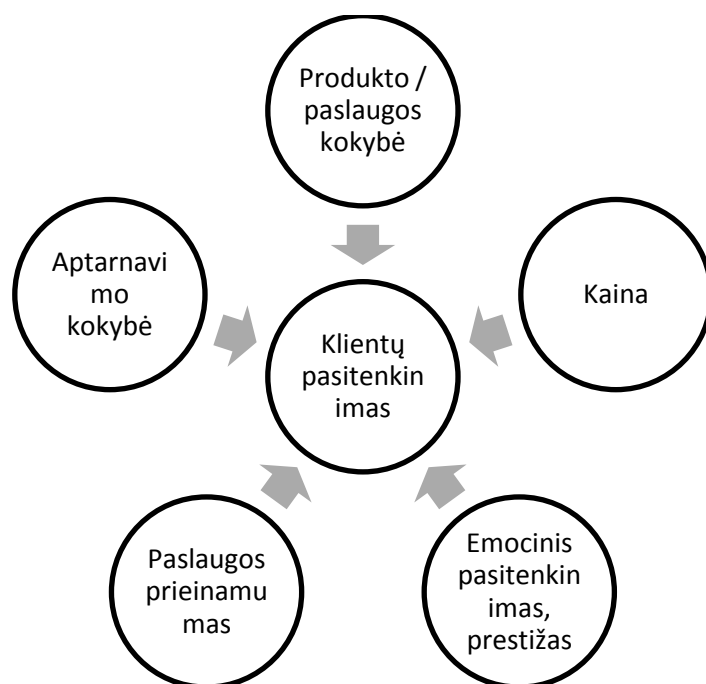 Produkto /
paslaugos
kokybė
Aptarnavi
mo
kokybė
Kaina
Klientų
pasitenkin
imas
Paslaugos
prieinamu
mas
Emocinis
pasitenkin
imas,
prestižas